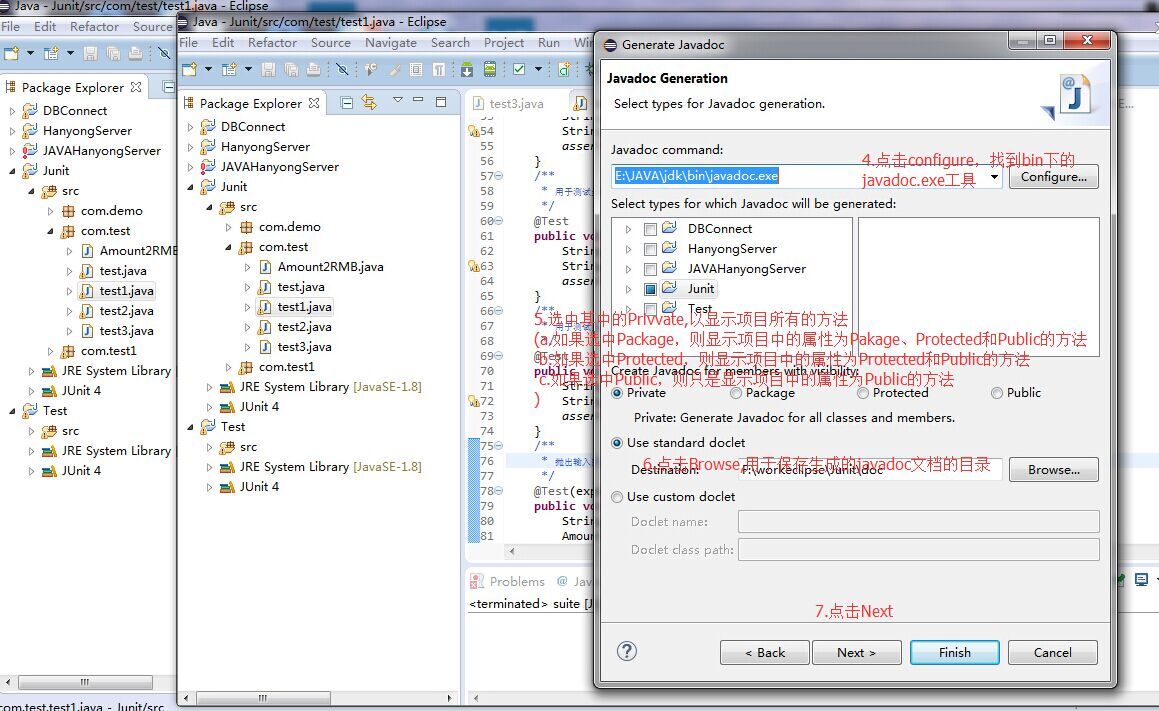 Java - Junit/src/com/test/test1.java - Eclipse
File Edit Refactor Source
Package Explorer
DBConnect
HanyongServer
JAVAHanyongServer
Junit
src
com.demo
com.test
Amount2RMB
test.java
test1.java
test2.java
test3.java
com.test1
JRE System Library
JUnit 4
Test
src
JRE System Library
JUnit 4
com.test.test1.java - Junit/src
Java - Junit/src/com/test/test1.java - Eclipse
File Edit Refactor Source Navigate Search Project Run Win
Package Explorer
DBConnect
HanyongServer
JAVAHanyongServer
Junit
src
com.demo
com.test
Amount2RMB.java
test.java
test1.java
test2.java
test3.java
com.test1
JRE System Library [JavaSE-1.8]
JUnit 4
Test
src
JRE System Library [JavaSE-1.8]
JUnit 4
test3.java
54 Strin
55 asse
56 }
57 /**
58 * 用于测试
59 */
60 @Test
61 public vo
62 Strin
63 Strin
64 asser
65 }
66 /**
67 * 用于测试
68 */
69 @Test
70 public vo
71 Strin
72 Strin
73 asser
74 }
75 /**
76 * 抛出输入
77 */
78 @Test(exp
79 public vo
80 Strin
81 Amour
Problems @ Jav
<terminated> suite [J
Generate Javadoc
Javadoc Generation
Select types for Javadoc generation.
Javadoc command:
E:\JAVA\jdk\bin\javadoc.exe
Configure...
4.点击configure，找到bin下的
javadoc.exe工具
Select types for which Javadoc will be generated:
DBConnect
HanyongServer
JAVAHanyongServer
Junit
Test
5.选中其中的Privvate,以显示项目所有的方法
(a.如果选中Package，则显示项目中的属性为Pakage、Protected和Public的方法
b.如果选中Protected，则显示项目中的属性为Protected和Public的方法
c.如果选中Public，则只是显示项目中的属性为Public的方法
)
Create Javadoc for members with visibility:
Private Package Protected Public
Private: Generate Javadoc for all classes and members.
Use standard doclet
6.点击Browse,用于保存生成的javadoc文档的目录
Destination: F:\workeclipse\Junit\doc Browse...
Use custom doclet
Doclet name:
Doclet class path:
7.点击Next
< Back Next > Finish Cancel